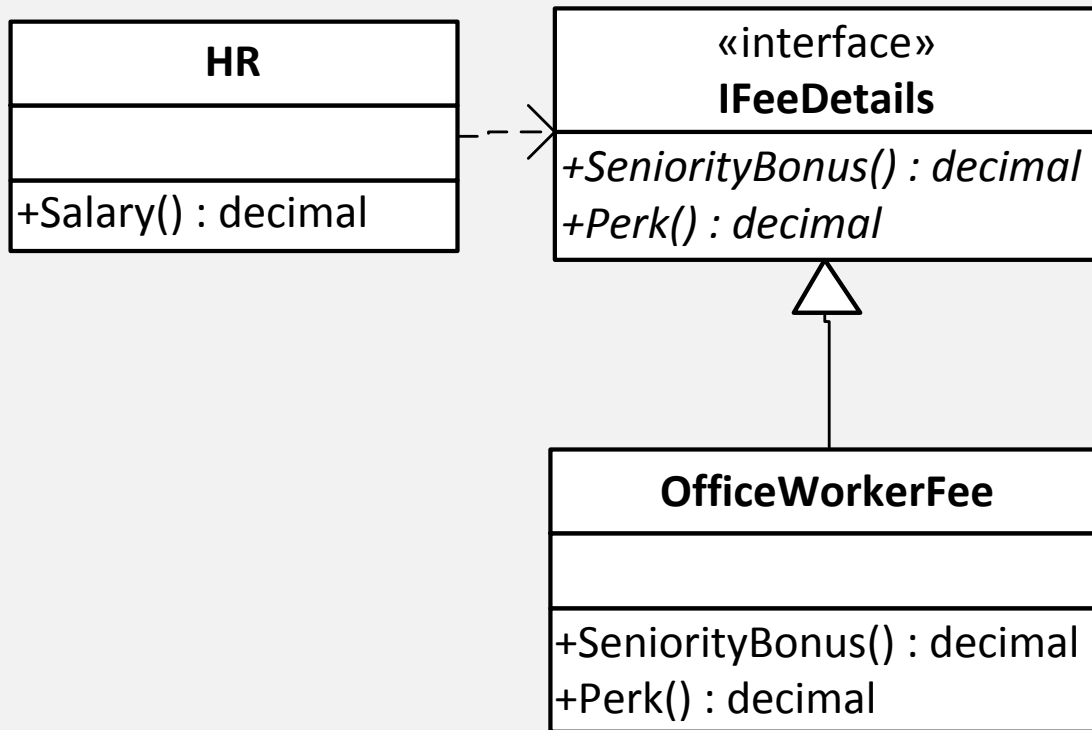 HR
+Salary() : decimal
«interface»
IFeeDetails
+SeniorityBonus() : decimal
+Perk() : decimal
OfficeWorkerFee
+SeniorityBonus() : decimal
+Perk() : decimal